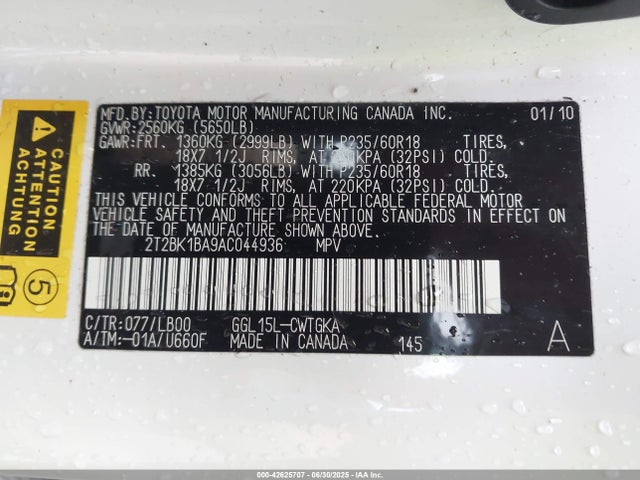 MFD.BY:TOYOTA MOTOR MANUFACTURING CANADA INC. 01/10
GVWR:2560KG (5650LB)
GAWR:FRT. 1360KG (2999LB) WITH P235/60R18 TIRES,
18X7 1/2J RIMS, AT KPA (32PSI) COLD.
RR. 1385KG (3056LB) WITH P235/60R18 TIRES,
18X7 1/2J RIMS, AT 220KPA (32PSI) COLD.
THIS VEHICLE CONFORMS TO ALL APPLICABLE FEDERAL MOTOR
VEHICLE SAFETY AND THEFT PREVENTION STANDARDS IN EFFECT ON
THE DATE OF MANUFACTURE SHOWN ABOVE.
2T2BK1BA9AC044936 MPV
C/TR:077/LB00 GGL15L-CWTGKA
A/TM:-01A/U660F MADE IN CANADA 145 A
CAUTION
ATTENTION
5
000-42625707 - 06/30/2025 - IAAI Copart